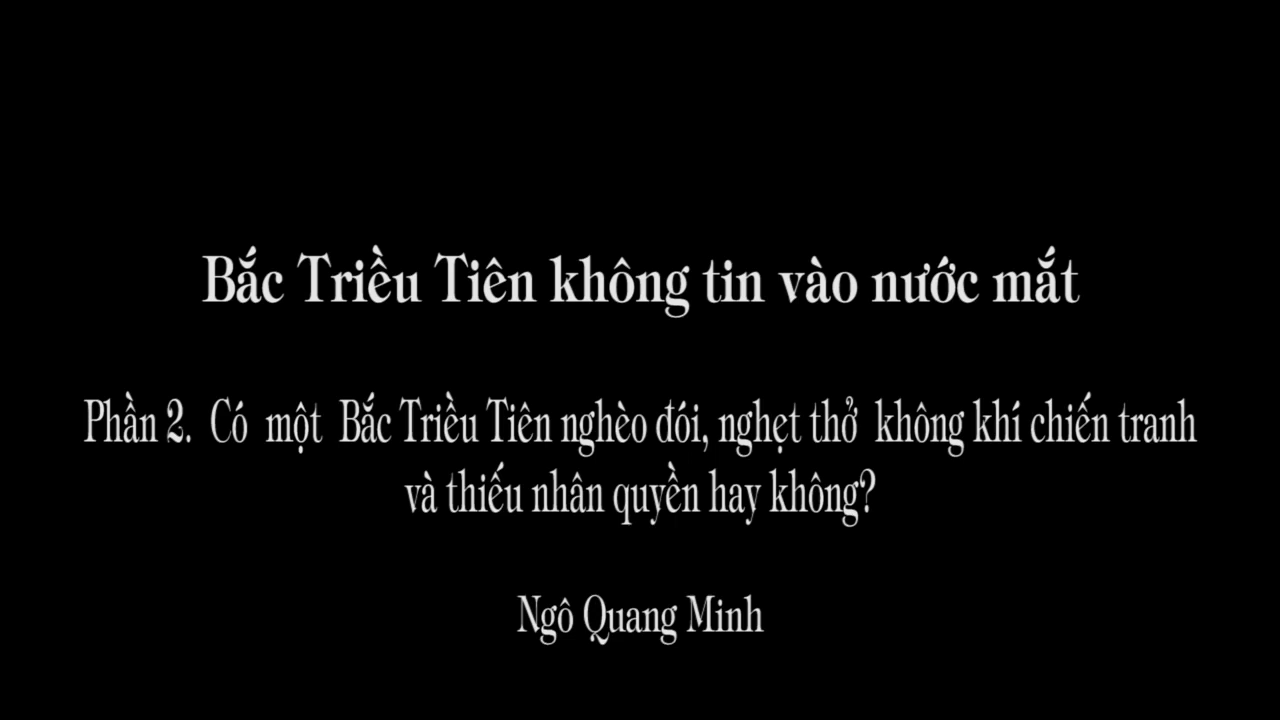 Bắc Triều Tiên không tin vào nước mắt
Phần 2. Có một Bắc Triều Tiên nghèo đói, nghẹt thở không khí chiến tranh
và thiếu nhân quyền hay không?
Ngô Quang Minh